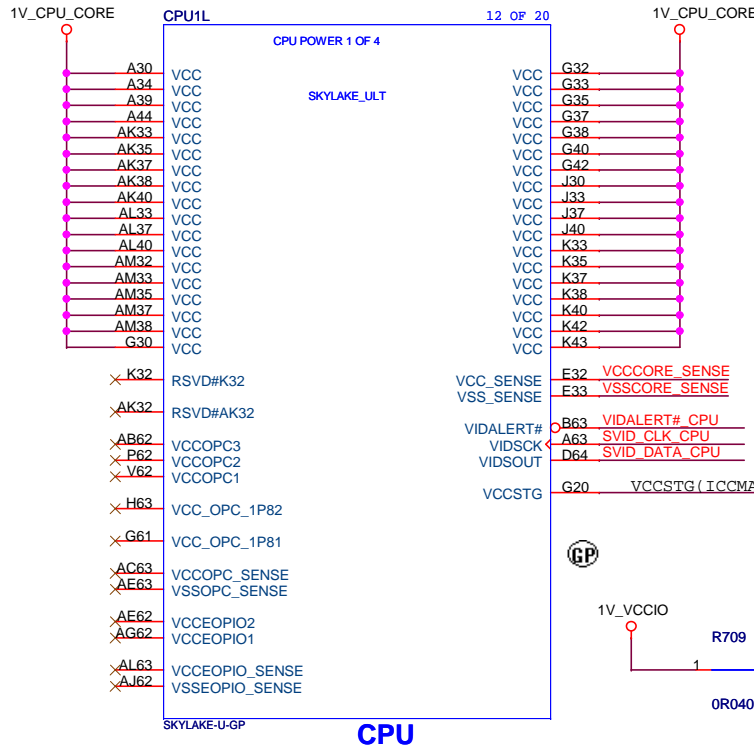 1V_CPU_CORE CPU1L 12 OF 20 1V_CPU_CORE
CPU POWER 1 OF 4
SKYLAKE_ULT
A30 VCC VCC G32
A34 VCC VCC G33
A39 VCC VCC G35
A44 VCC VCC G37
AK33 VCC VCC G38
AK35 VCC VCC G40
AK37 VCC VCC G42
AK38 VCC VCC J30
AK40 VCC VCC J33
AL33 VCC VCC J37
AL37 VCC VCC J40
AL40 VCC VCC K33
AM32 VCC VCC K35
AM33 VCC VCC K37
AM35 VCC VCC K38
AM37 VCC VCC K40
AM38 VCC VCC K42
G30 VCC VCC K43
K32 RSVD#K32 VCC_SENSE E32 VCCCORE_SENSE
VSS_SENSE E33 VSSCORE_SENSE
AK32 RSVD#AK32
VIDALERT# B63 VIDALERT#_CPU
AB62 VCCOPC3 VIDSCK A63 SVID_CLK_CPU
P62 VCCOPC2 VIDSOUT D64 SVID_DATA_CPU
V62 VCCOPC1
VCCSTG G20 VCCSTG(ICCMA
H63 VCC_OPC_1P82
G61 VCC_OPC_1P81
GP
AC63 VCCOPC_SENSE
AE63 VSSOPC_SENSE
AE62 VCCEOPIO2
AG62 VCCEOPIO1
1V_VCCIO
R709
1
AL63 VCCEOPIO_SENSE
AJ62 VSSEOPIO_SENSE
0R040
SKYLAKE-U-GP
CPU